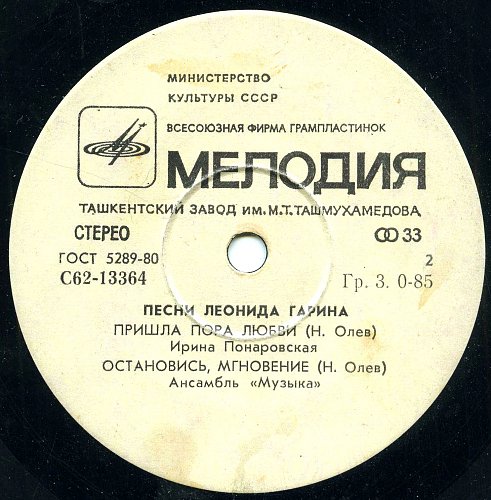 МИНИСТЕРСТВО
КУЛЬТУРЫ СССР
ВСЕСОЮЗНАЯ ФИРМА ГРАМПЛАСТИНОК
МЕЛОДИЯ
ТАШКЕНТСКИЙ ЗАВОД им. М.Т. ТАШМУХАМЕДОВА
СТЕРЕО 33
ГОСТ 5289-80 2
С62-13364 Гр. 3. 0-85
ПЕСНИ ЛЕОНИДА ГАРИНА
ПРИШЛА ПОРА ЛЮБВИ (Н. Олев)
Ирина Понаровская
ОСТАНОВИСЬ, МГНОВЕНИЕ (Н. Олев)
Ансамбль «Музыка»